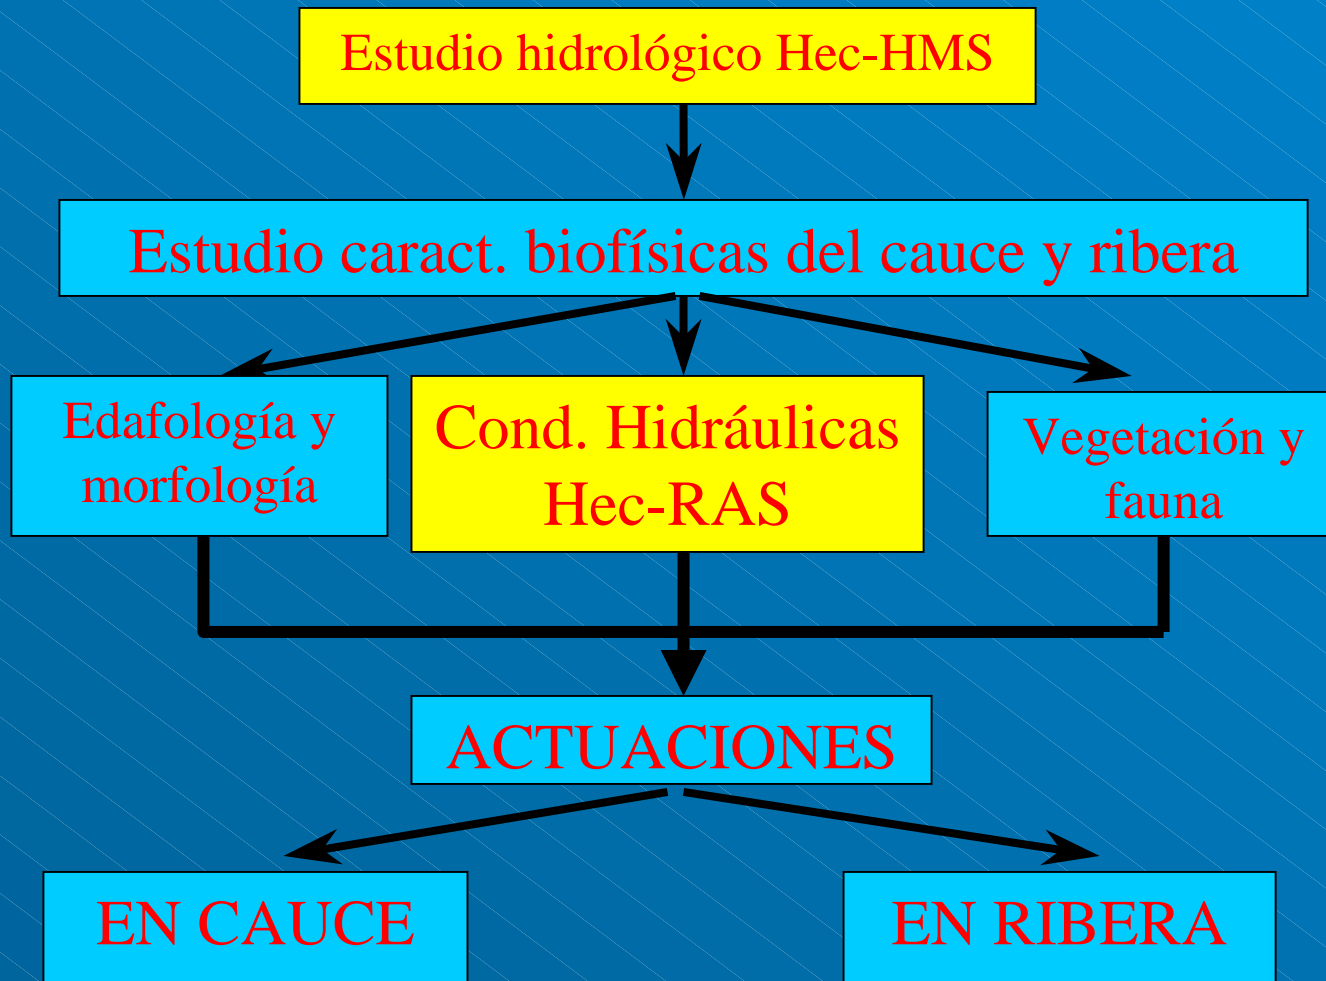 Estudio hidrológico Hec-HMS
Estudio caract. biofísicas del cauce y ribera
Edafología y
morfología
Cond. Hidráulicas
Hec-RAS
Vegetación y
fauna
ACTUACIONES
EN CAUCE
EN RIBERA